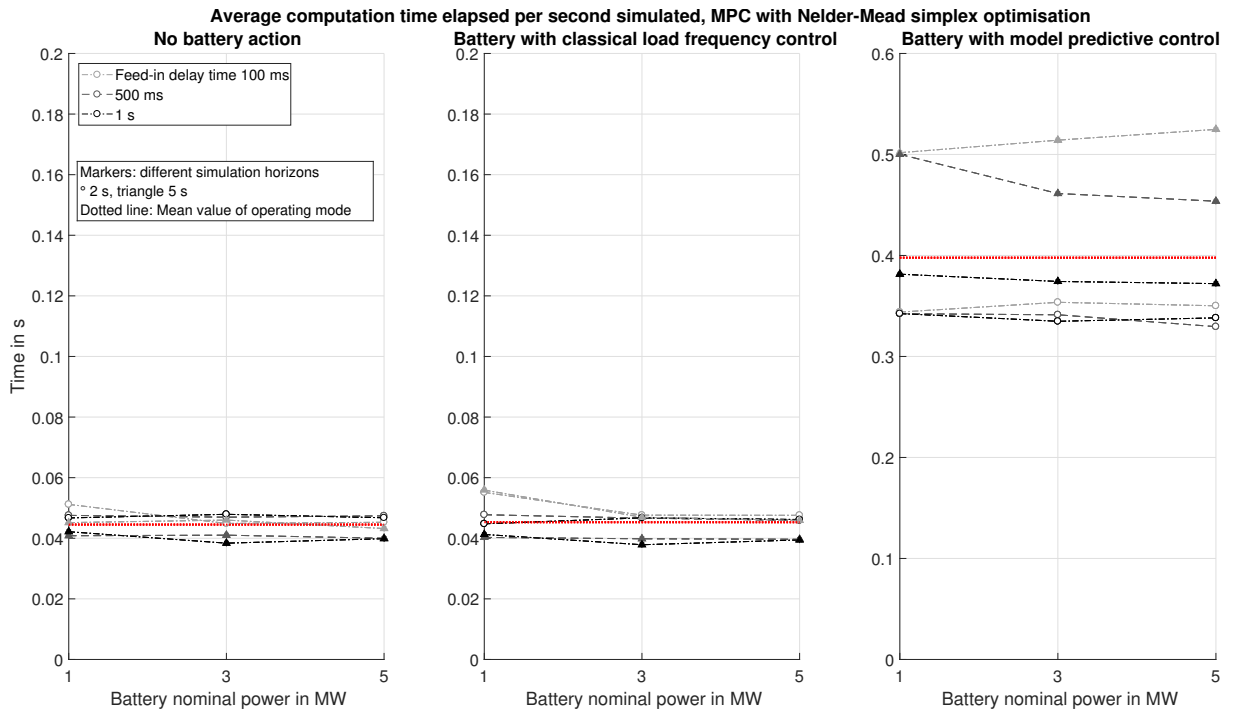 Average computation time elapsed per second simulated, MPC with Nelder-Mead simplex optimisation
No battery action
Battery with classical load frequency control
Battery with model predictive control
Time in s
0.2
0.18
0.16
0.14
0.12
0.1
0.08
0.06
0.04
0.02
0
Feed-in delay time 100 ms
500 ms
1 s
Markers: different simulation horizons
° 2 s, triangle 5 s
Dotted line: Mean value of operating mode
1
3
5
Battery nominal power in MW
0.2
0.18
0.16
0.14
0.12
0.1
0.08
0.06
0.04
0.02
0
1
3
5
Battery nominal power in MW
0.6
0.5
0.4
0.3
0.2
0.1
0
1
3
5
Battery nominal power in MW